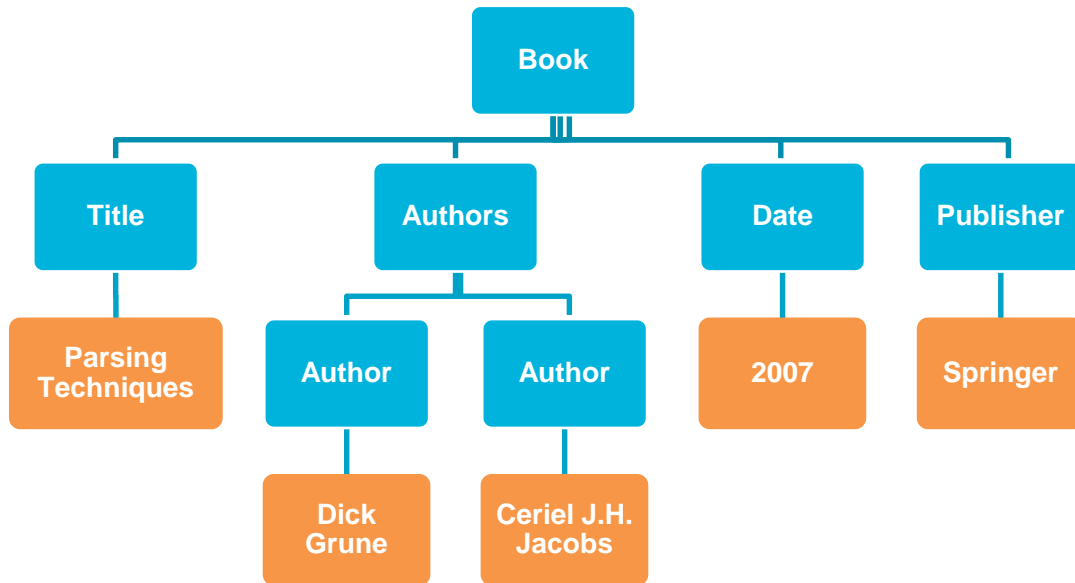 Book
Title
Authors
Date
Publisher
Parsing
Techniques
Author
Author
2007
Springer
Dick
Grune
Ceriel J.H.
Jacobs